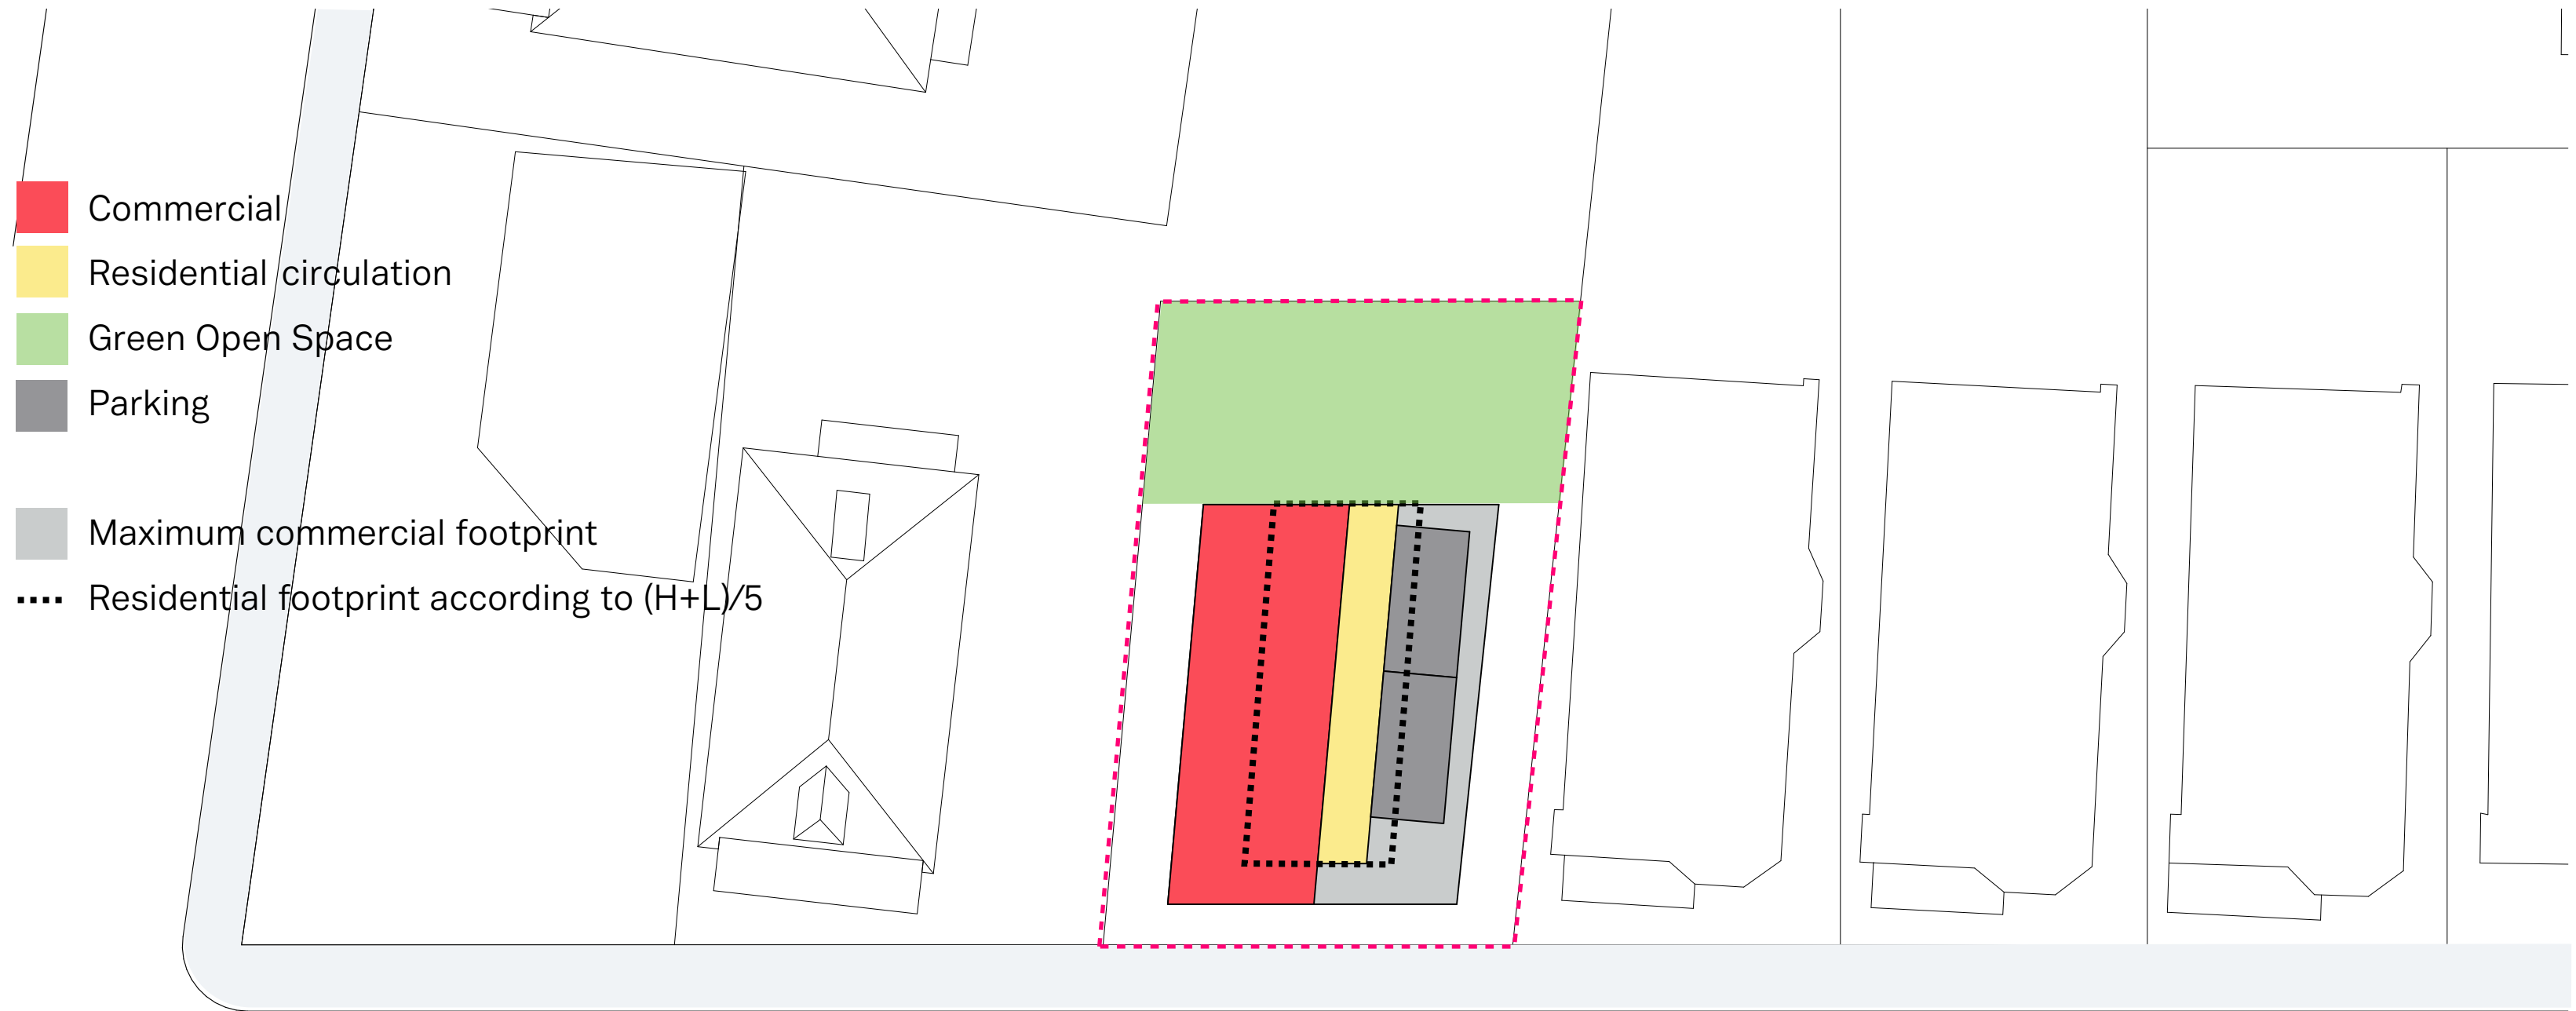 Commercial
Residential circulation
Green Open Space
Parking
Maximum commercial footprint
Residential footprint according to (H+L)/5